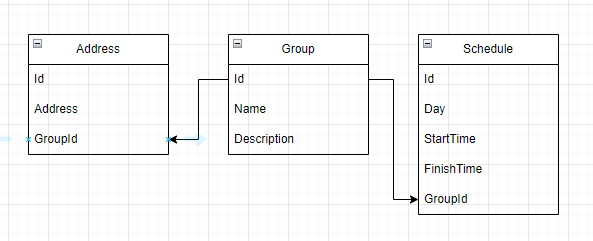 Address
Id
Address
GroupId
Group
Id
Name
Description
Schedule
Id
Day
StartTime
FinishTime
GroupId